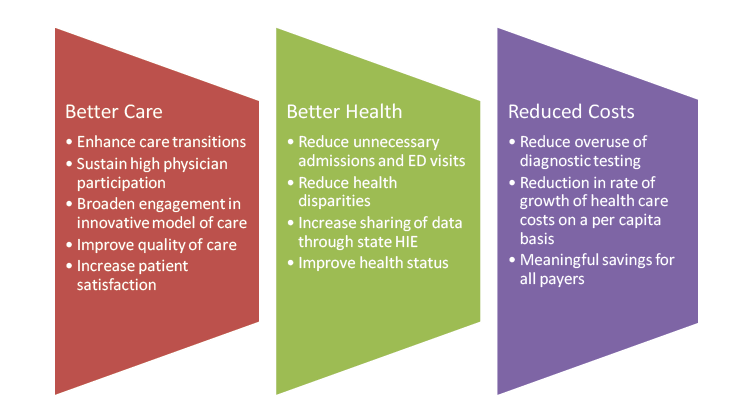 Better Care
• Enhance care transitions
• Sustain high physician
participation
• Broaden engagement in
innovative model of care
• Improve quality of care
• Increase patient
satisfaction
Better Health
• Reduce unnecessary
admissions and ED visits
• Reduce health
disparities
• Increase sharing of data
through state HIE
• Improve health status
Reduced Costs
• Reduce overuse of
diagnostic testing
• Reduction in rate of
growth of health care
costs on a per capita
basis
• Meaningful savings for
all payers